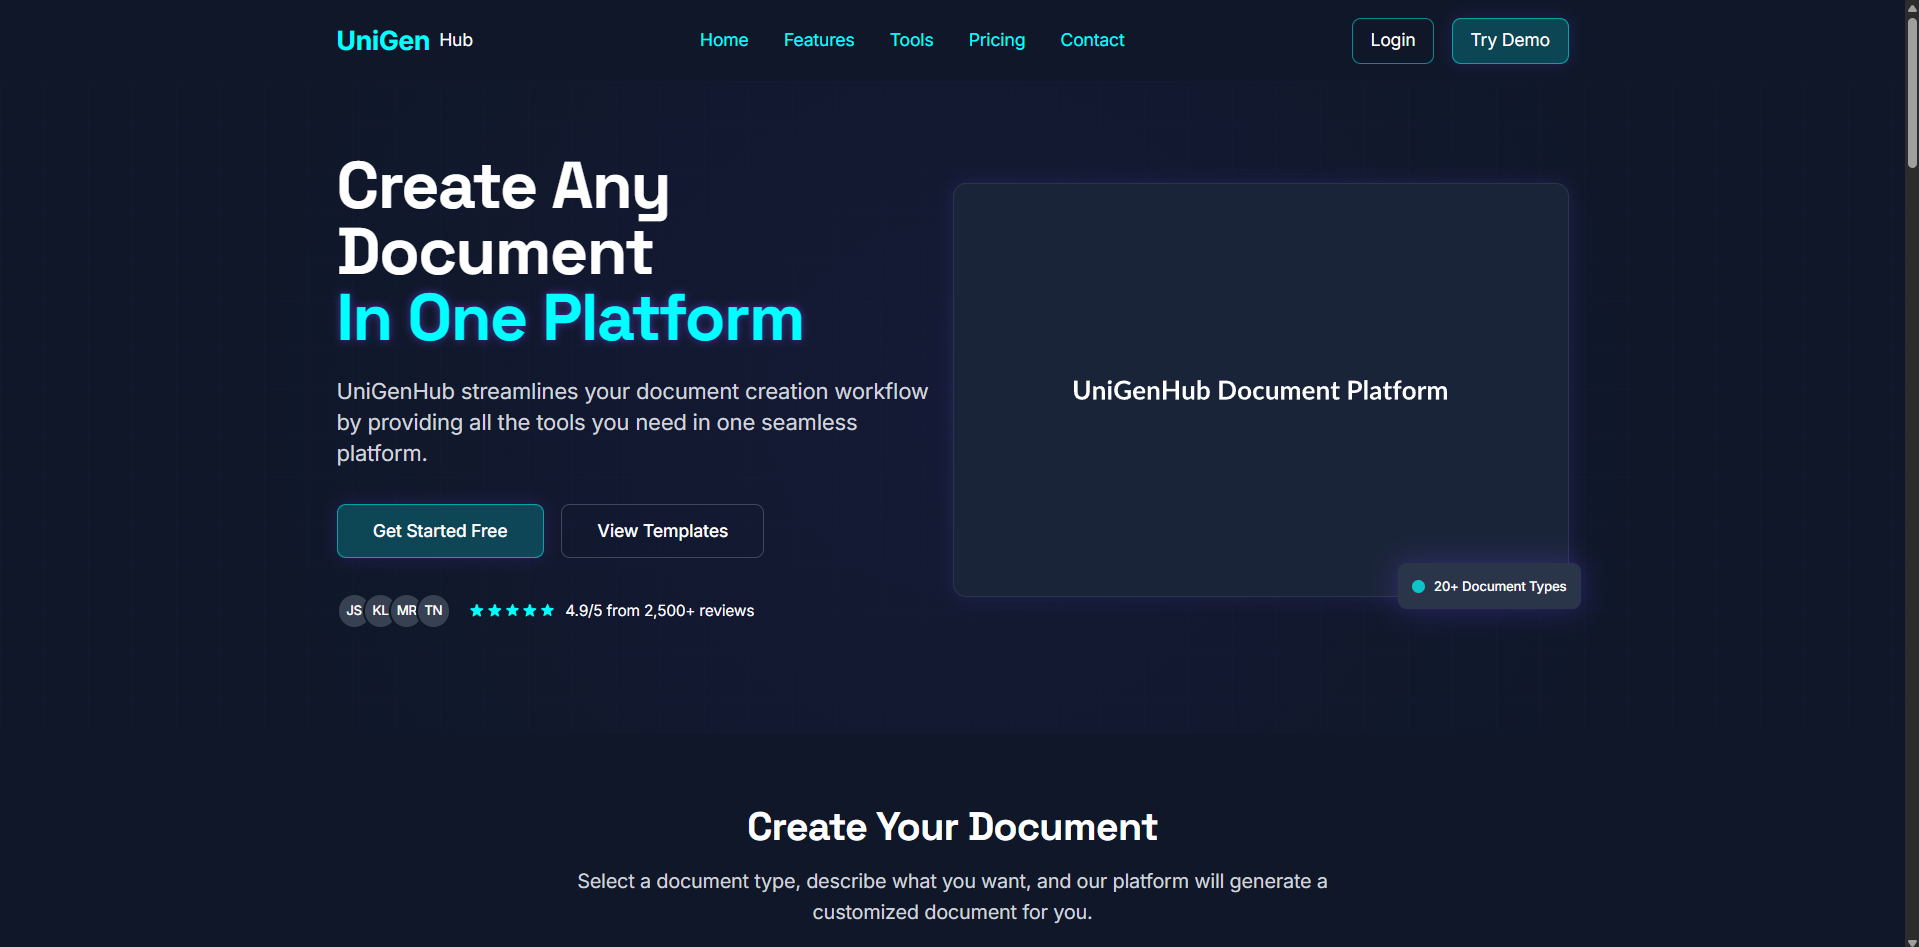 UniGen Hub
Home Features Tools Pricing Contact
Login Try Demo
Create Any
Document
In One Platform
UniGenHub streamlines your document creation workflow
by providing all the tools you need in one seamless
platform.
Get Started Free View Templates
JS KL MR TN 4.9/5 from 2,500+ reviews
UniGenHub Document Platform
20+ Document Types
Create Your Document
Select a document type, describe what you want, and our platform will generate a
customized document for you.